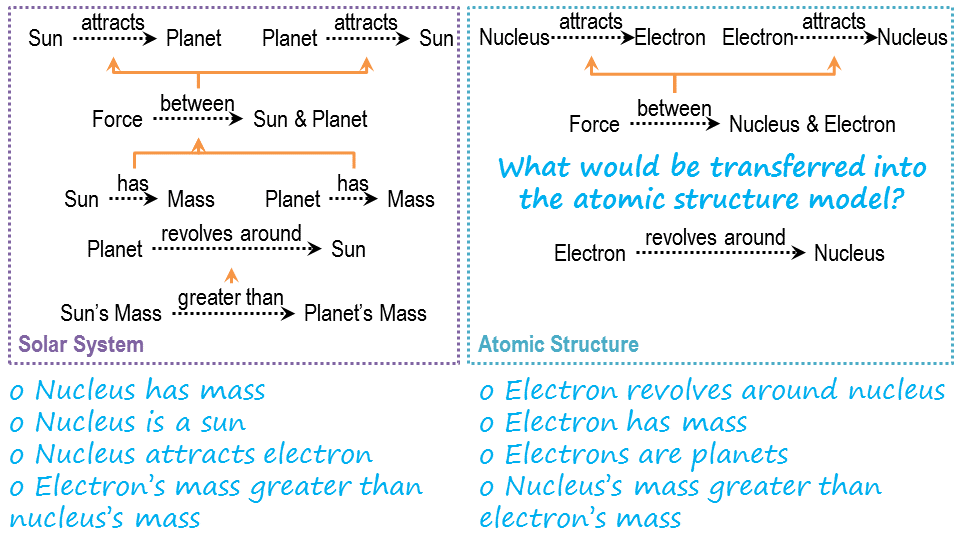 attracts attracts
Sun Planet Planet Sun
between
Force Sun & Planet
has has
Sun Mass Planet Mass
revolves around
Planet Sun
greater than
Sun's Mass Planet's Mass
Solar System
attracts attracts
Nucleus Electron Electron Nucleus
between
Force Nucleus & Electron
What would be transferred into
the atomic structure model?
revolves around
Electron Nucleus
Atomic Structure
o Nucleus has mass
o Nucleus is a sun
o Nucleus attracts electron
o Electron's mass greater than
nucleus's mass
o Electron revolves around nucleus
o Electron has mass
o Electrons are planets
o Nucleus's mass greater than
electron's mass